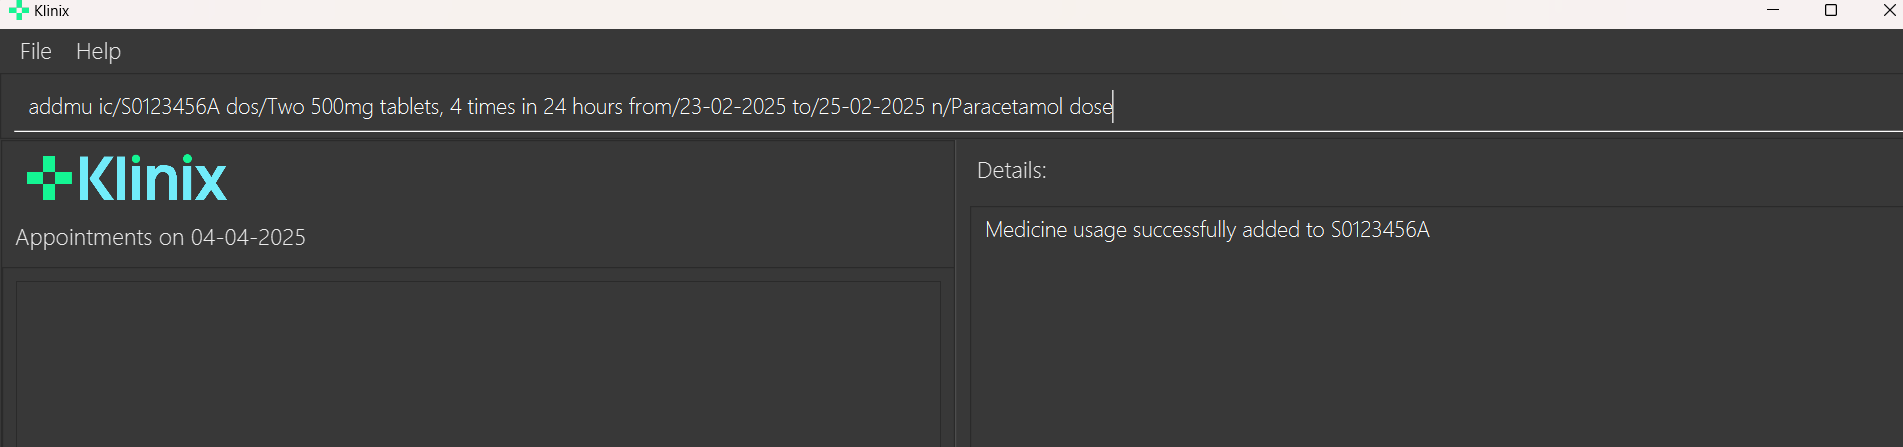 Klinix
File Help
addmu ic/S0123456A dos/Two 500mg tablets, 4 times in 24 hours from/23-02-2025 to/25-02-2025 n/Paracetamol dose
Klinix
Appointments on 04-04-2025
Details:
Medicine usage successfully added to S0123456A